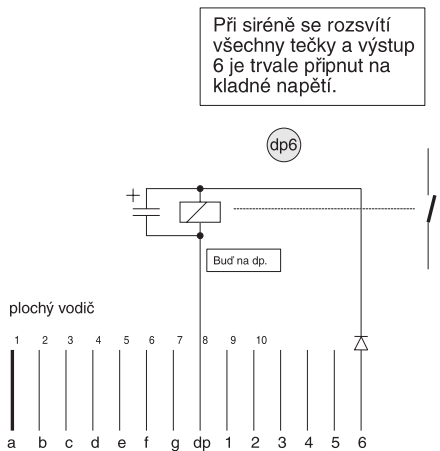 Při siréně se rozsvítí
všechny tečky a výstup
6 je trvale připnut na
kladné napětí.
dp6
+
Buď na dp.
plochý vodič
1 2 3 4 5 6 7 8 9 10
a b c d e f g dp 1 2 3 4 5 6